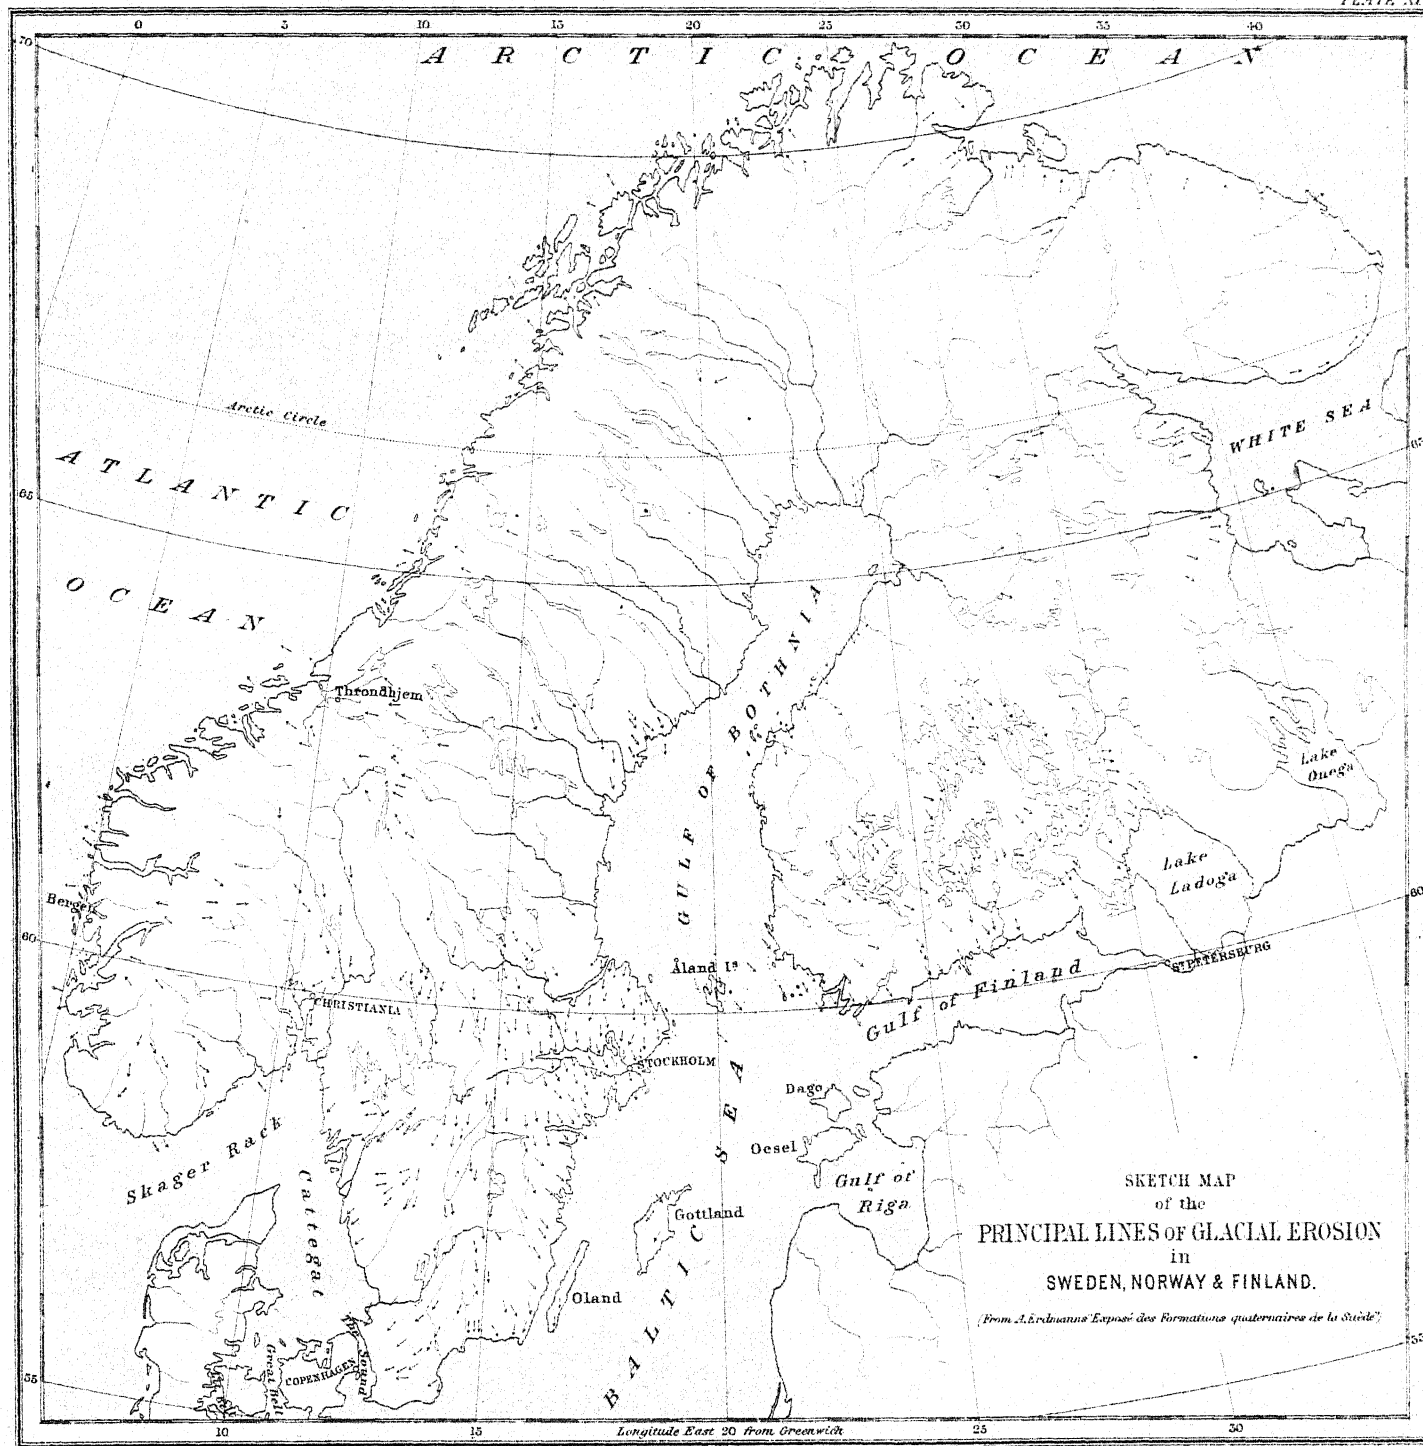 0 5 10 15 20 25 30 35 40
70
ARCTIC OCEAN
Arctic Circle
ATLANTIC
OCEAN
WHITE SEA
65
65
GULF OF BOTHNIA
Throndhjem
Lake
Onega
Lake
Ladoga
Bergen
60
60
Åland Is
St PETERSBURG
CHRISTIANIA
Gulf of Finland
STOCKHOLM
Dago
Oesel
Gulf of
Riga
Skager Rack
Cattegat
Gottland
Oland
BALTIC SEA
The Sound
COPENHAGEN
Great Belt
55
55
SKETCH MAP
of the
PRINCIPAL LINES OF GLACIAL EROSION
in
SWEDEN, NORWAY & FINLAND.
(From A. Erdmanns "Exposé des Formations quaternaires de la Suède")
10 15 Longitude East 20 from Greenwich 25 30